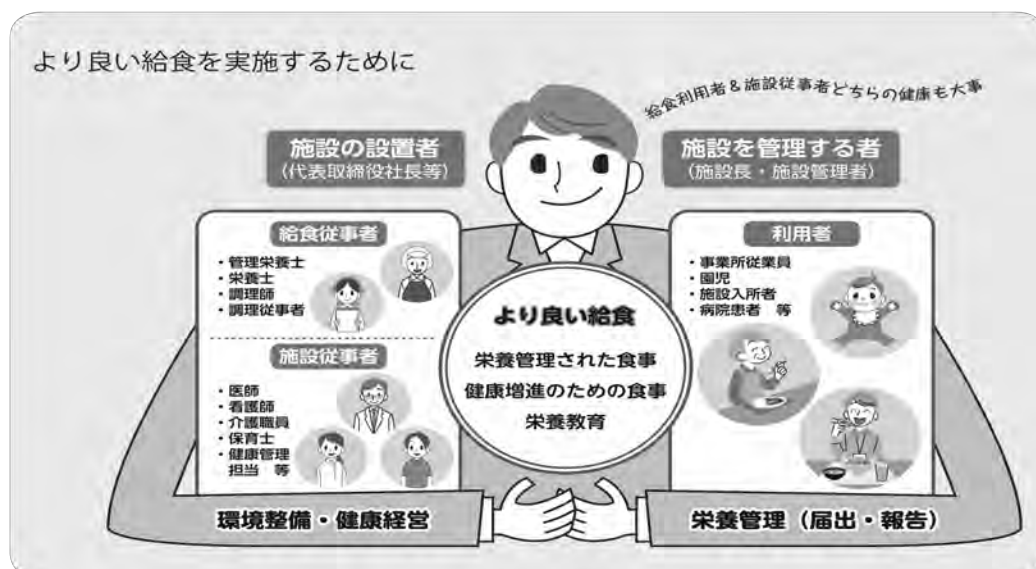 より良い給食を実施するために
給食利用者＆施設従事者どちらの健康も大事
施設の設置者
(代表取締役社長等)
施設を管理する者
(施設長・施設管理者)
給食従事者
・管理栄養士
・栄養士
・調理師
・調理従事者
施設従事者
・医師
・看護師
・介護職員
・保育士
・健康管理
担当　等
より良い給食
栄養管理された食事
健康増進のための食事
栄養教育
利用者
・事業所従業員
・園児
・施設入所者
・病院患者　等
環境整備・健康経営
栄養管理（届出・報告）